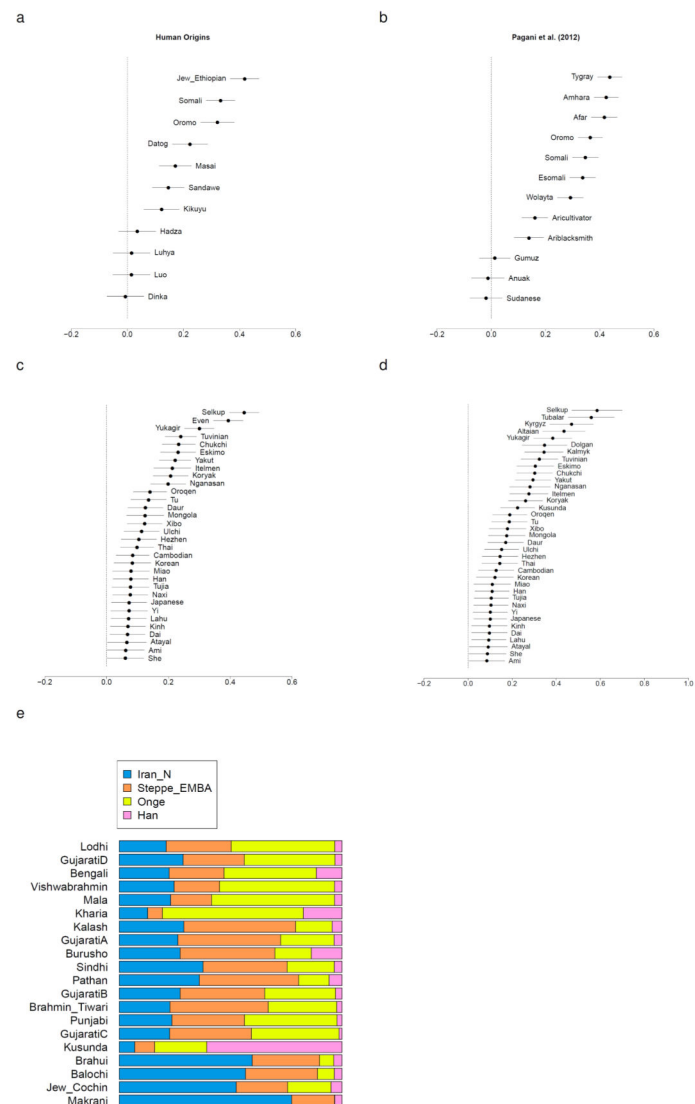 a
Human Origins
Jew_Ethiopian
Somali
Oromo
Datog
Masai
Sandawe
Kikuyu
Hadza
Luhya
Luo
Dinka
−0.2 0.0 0.2 0.4 0.6
b
Pagani et al. (2012)
Tygray
Amhara
Afar
Oromo
Somali
Esomali
Wolayta
Aricultivator
Ariblacksmith
Gumuz
Anuak
Sudanese
−0.2 0.0 0.2 0.4 0.6
c
Selkup
Even
Yukagir
Tuvinian
Chukchi
Eskimo
Yakut
Itelmen
Koryak
Nganasan
Oroqen
Tu
Daur
Mongola
Xibo
Ulchi
Hezhen
Thai
Cambodian
Korean
Miao
Han
Tujia
Naxi
Japanese
Yi
Lahu
Kinh
Dai
Atayal
Ami
She
−0.2 0.0 0.2 0.4 0.6
d
Selkup
Tubalar
Kyrgyz
Altaian
Yukagir
Dolgan
Kalmyk
Tuvinian
Eskimo
Chukchi
Yakut
Nganasan
Itelmen
Koryak
Kusunda
Oroqen
Tu
Xibo
Mongola
Daur
Ulchi
Hezhen
Thai
Cambodian
Korean
Miao
Han
Tujia
Naxi
Yi
Japanese
Kinh
Dai
Lahu
Atayal
She
Ami
−0.2 0.0 0.2 0.4 0.6 0.8 1.0
e
Iran_N
Steppe_EMBA
Onge
Han
Lodhi
GujaratiD
Bengali
Vishwabrahmin
Mala
Kharia
Kalash
GujaratiA
Burusho
Sindhi
Pathan
GujaratiB
Brahmin_Tiwari
Punjabi
GujaratiC
Kusunda
Brahui
Balochi
Jew_Cochin
Makrani